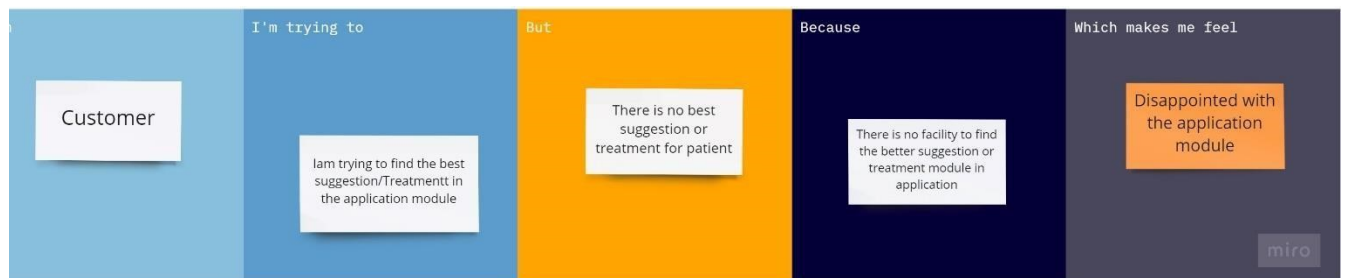 I'm trying to
But
Because
Which makes me feel
Customer
Iam trying to find the best
suggestion/Treatmentt in
the application module
There is no best
suggestion or
treatment for patient
There is no facility to find
the better suggestion or
treatment module in
application
Disappointed with
the application
module
miro